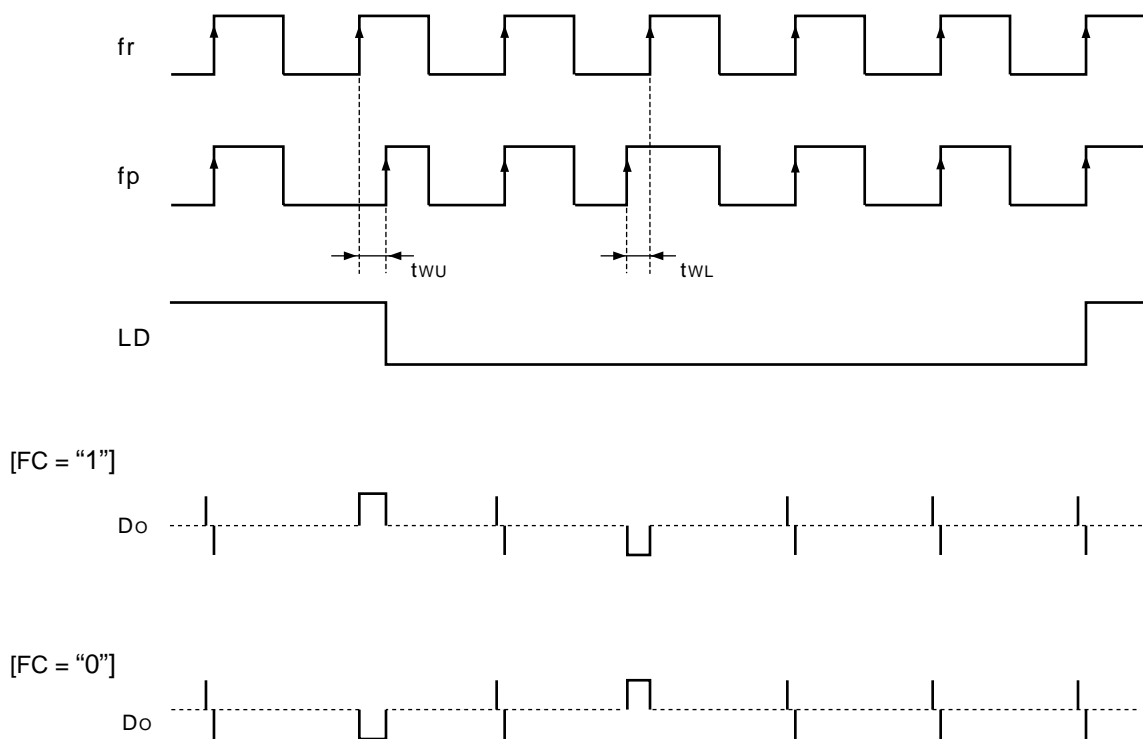 fr
fp
tWU
tWL
LD
[FC = “1”]
DO
[FC = “0”]
DO